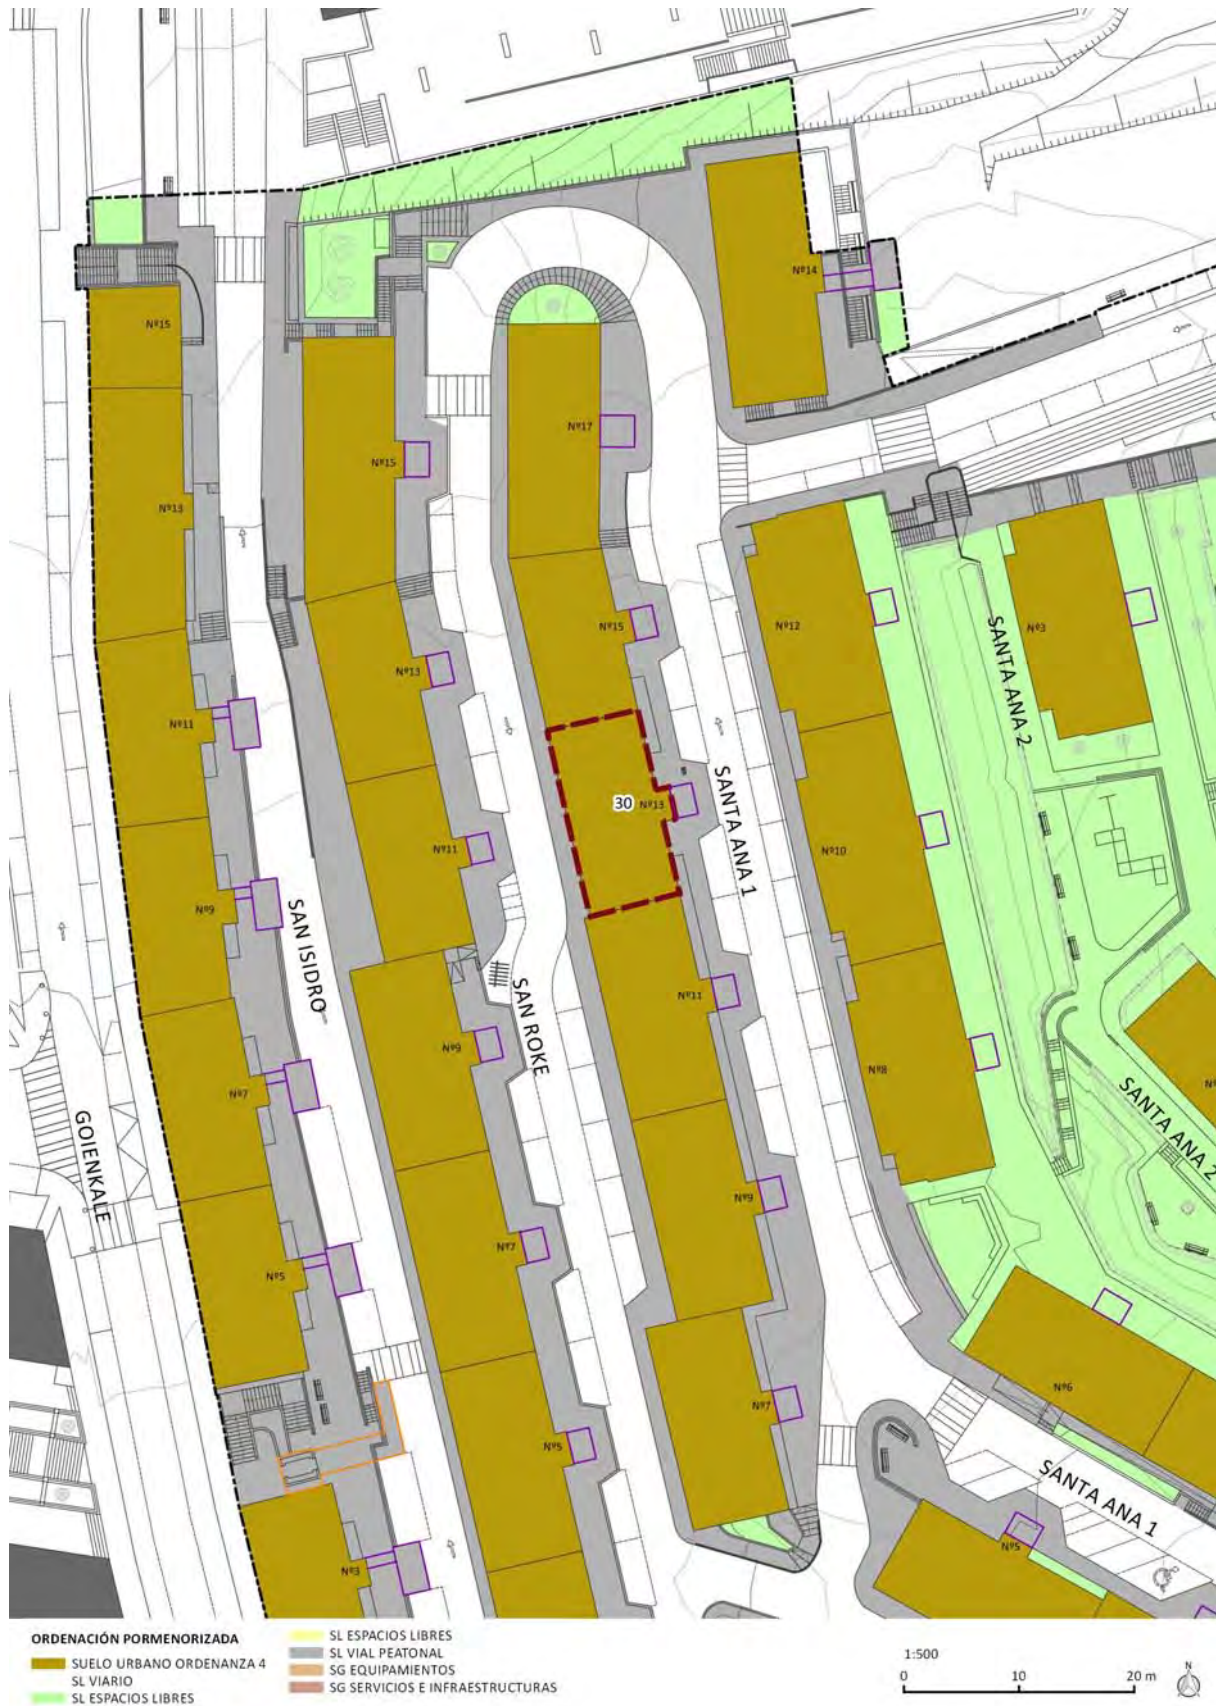 Nº14
Nº15
Nº17
Nº15
Nº13
Nº15
Nº12
Nº3
SANTA ANA 2
Nº13
Nº11
30
Nº13
SANTA ANA 1
Nº11
Nº10
Nº9
SAN ISIDRO
SAN ROKE
Nº11
Nº9
Nº8
Nº7
GOIENKALE
SANTA ANA 2
Nº9
Nº7
Nº5
Nº6
Nº7
Nº5
SANTA ANA 1
Nº5
Nº3
ORDENACIÓN PORMENORIZADA
SUELO URBANO ORDENANZA 4
SL VIARIO
SL ESPACIOS LIBRES
SL ESPACIOS LIBRES
SL VIAL PEATONAL
SG EQUIPAMIENTOS
SG SERVICIOS E INFRAESTRUCTURAS
1:500
0 10 20 m
N